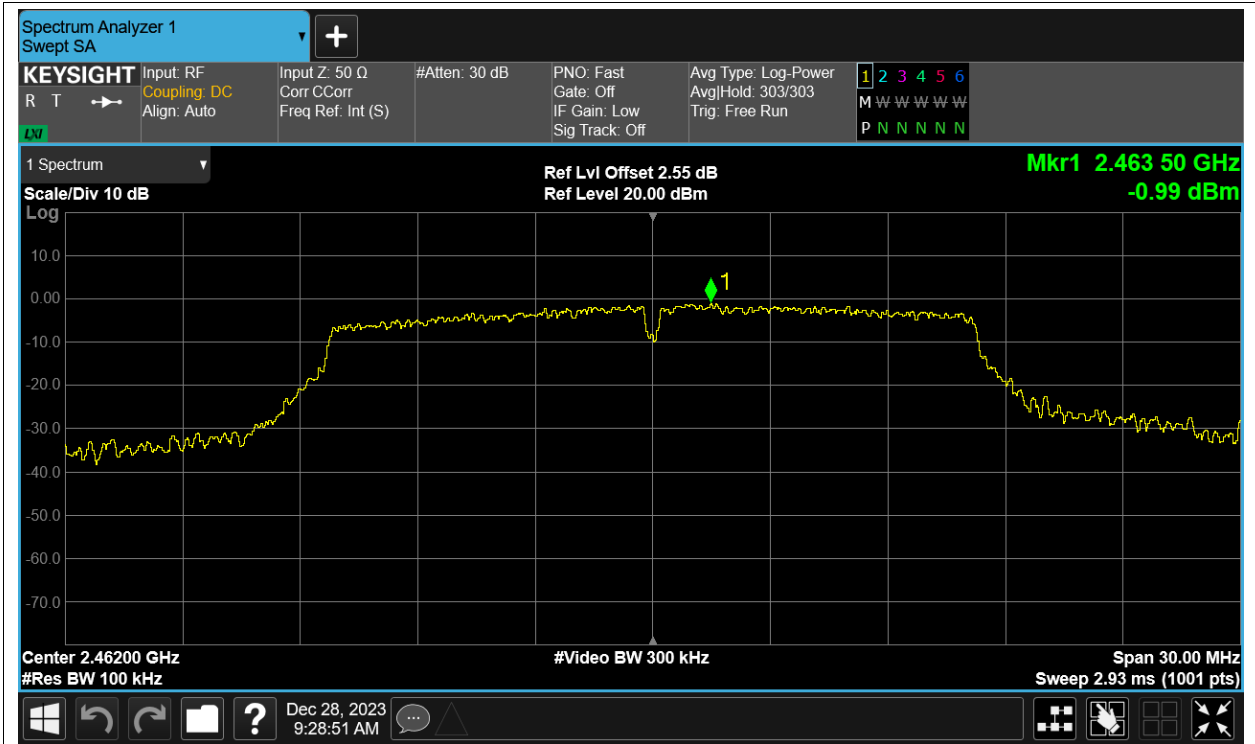 Spectrum Analyzer 1
Swept SA
KEYSIGHT
R T
LXI
Input: RF
Coupling: DC
Align: Auto
Input Z: 50 Ω
Corr CCorr
Freq Ref: Int (S)
#Atten: 30 dB
PNO: Fast
Gate: Off
IF Gain: Low
Sig Track: Off
Avg Type: Log-Power
Avg|Hold: 303/303
Trig: Free Run
1 2 3 4 5 6
M W W W W W
P N N N N N
1 Spectrum
Scale/Div 10 dB
Log
Ref Lvl Offset 2.55 dB
Ref Level 20.00 dBm
Mkr1 2.463 50 GHz
-0.99 dBm
1
10.0
0.00
-10.0
-20.0
-30.0
-40.0
-50.0
-60.0
-70.0
Center 2.46200 GHz
#Res BW 100 kHz
#Video BW 300 kHz
Span 30.00 MHz
Sweep 2.93 ms (1001 pts)
?
Dec 28, 2023
9:28:51 AM